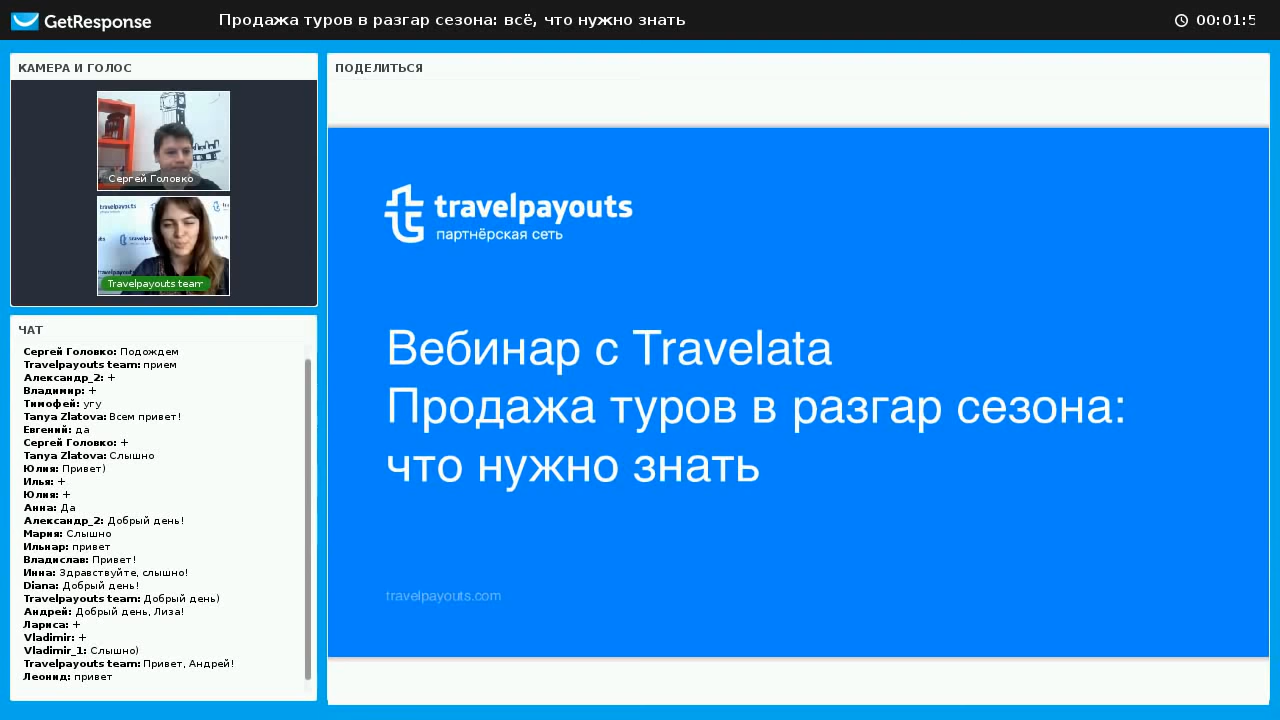 GetResponse
Продажа туров в разгар сезона: всё, что нужно знать
00:01:5
КАМЕРА И ГОЛОС
Сергей Головко
travelpayouts
travelpayouts
Travelpayouts team
ЧАТ
Сергей Головко: Подождем
Travelpayouts team: прием
Александр_2: +
Владимир: +
Тимофей: угу
Tanya Zlatova: Всем привет!
Евгений: да
Сергей Головко: +
Tanya Zlatova: Слышно
Юлия: Привет)
Илья: +
Юлия: +
Анна: Да
Александр_2: Добрый день!
Мария: Слышно
Ильнар: привет
Владислав: Привет!
Инна: Здравствуйте, слышно!
Diana: Добрый день!
Travelpayouts team: Добрый день)
Андрей: Добрый день, Лиза!
Лариса: +
Vladimir: +
Vladimir_1: Слышно)
Travelpayouts team: Привет, Андрей!
Леонид: привет
ПОДЕЛИТЬСЯ
travelpayouts
партнёрская сеть
Вебинар с Travelata
Продажа туров в разгар сезона:
что нужно знать
travelpayouts.com